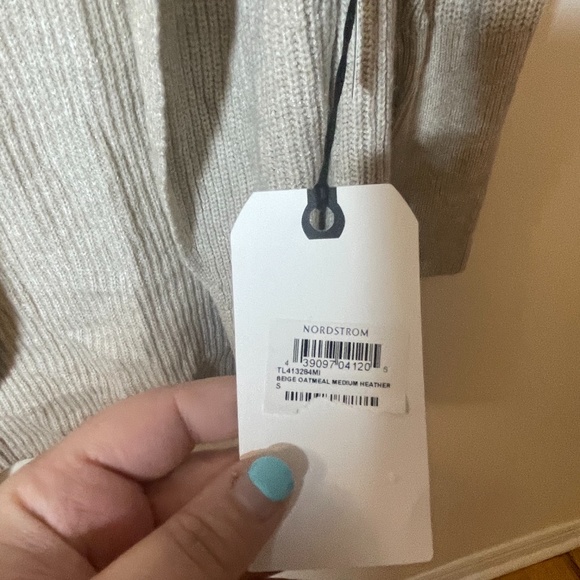 NORDSTROM
4 39097 04120 5
TL413284MI
BEIGE OATMEAL MEDIUM HEATHER
S